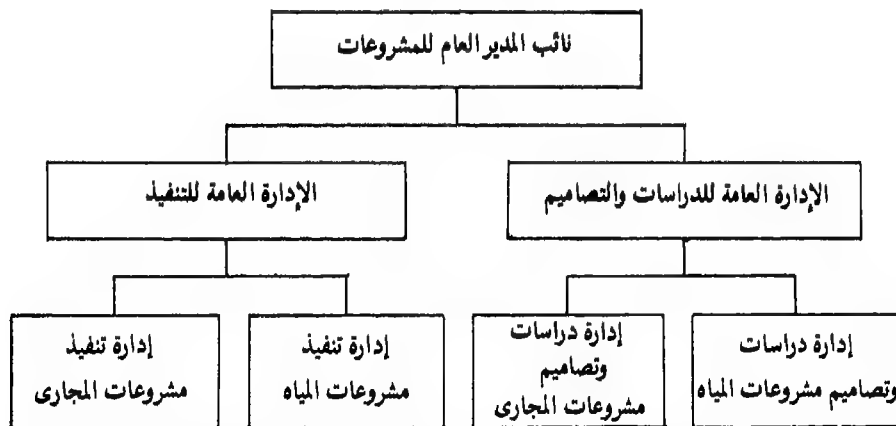 نائب المدير العام للمشروعات
الإدارة العامة للدراسات والتصاميم
الإدارة العامة للتنفيذ
إدارة دراسات
وتصاميم مشروعات المياه
إدارة دراسات
وتصاميم
مشروعات المجارى
إدارة تنفيذ
مشروعات المياه
إدارة تنفيذ
مشروعات المجارى